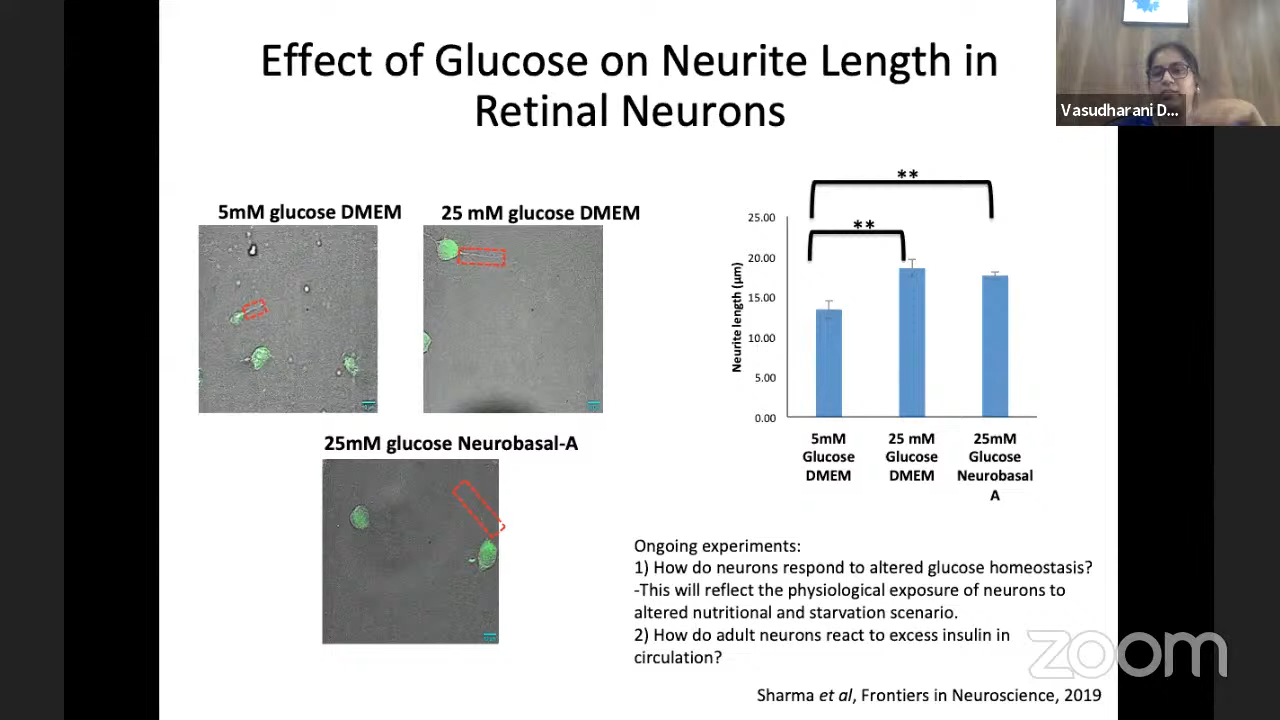 Effect of Glucose on Neurite Length in
Retinal Neurons
Vasudharani D...
5mM glucose DMEM
25 mM glucose DMEM
25mM glucose Neurobasal-A
**
**
25.00
20.00
15.00
10.00
5.00
0.00
Neurite length (μm)
5mM
Glucose
DMEM
25 mM
Glucose
DMEM
25mM
Glucose
Neurobasal
A
Ongoing experiments:
1) How do neurons respond to altered glucose homeostasis?
-This will reflect the physiological exposure of neurons to
altered nutritional and starvation scenario.
2) How do adult neurons react to excess insulin in
circulation?
zoom
Sharma et al, Frontiers in Neuroscience, 2019